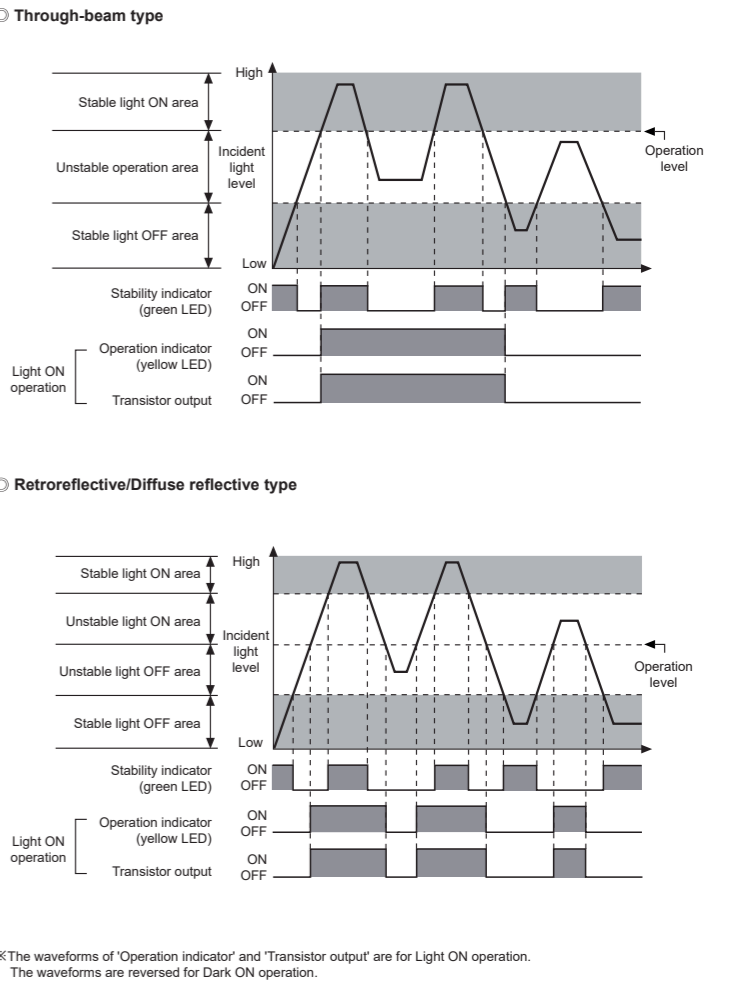 ◎ Through-beam type
High
Stable light ON area
Unstable operation area
Incident
light
level
Operation
level
Stable light OFF area
Low
Stability indicator
(green LED)
ON
OFF
Light ON
operation
Operation indicator
(yellow LED)
ON
OFF
Transistor output
ON
OFF
◎ Retroreflective/Diffuse reflective type
High
Stable light ON area
Unstable light ON area
Incident
light
level
Unstable light OFF area
Operation
level
Stable light OFF area
Low
Stability indicator
(green LED)
ON
OFF
Light ON
operation
Operation indicator
(yellow LED)
ON
OFF
Transistor output
ON
OFF
※The waveforms of 'Operation indicator' and 'Transistor output' are for Light ON operation.
The waveforms are reversed for Dark ON operation.